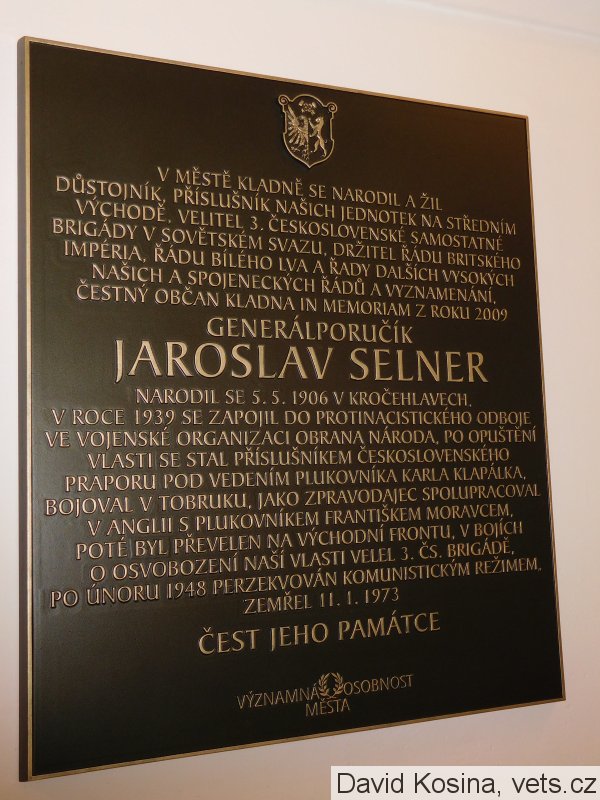 V MĚSTĚ KLADNĚ SE NARODIL A ŽIL
DŮSTOJNÍK, PŘÍSLUŠNÍK NAŠICH JEDNOTEK NA STŘEDNÍM
VÝCHODĚ, VELITEL 3. ČESKOSLOVENSKÉ SAMOSTATNÉ
BRIGÁDY V SOVĚTSKÉM SVAZU, DRŽITEL ŘÁDU BRITSKÉHO
IMPÉRIA, ŘÁDU BÍLÉHO LVA A ŘADY DALŠÍCH VYSOKÝCH
NAŠICH A SPOJENECKÝCH ŘÁDŮ A VYZNAMENÁNÍ,
ČESTNÝ OBČAN KLADNA IN MEMORIAM Z ROKU 2009
GENERÁLPORUČÍK
JAROSLAV SELNER
NARODIL SE 5. 5. 1906 V KROČEHLAVECH,
V ROCE 1939 SE ZAPOJIL DO PROTINACISTICKÉHO ODBOJE
VE VOJENSKÉ ORGANIZACI OBRANA NÁRODA, PO OPUŠTĚNÍ
VLASTI SE STAL PŘÍSLUŠNÍKEM ČESKOSLOVENSKÉHO
PRAPORU POD VEDENÍM PLUKOVNÍKA KARLA KLAPÁLKA,
BOJOVAL V TOBRUKU, JAKO ZPRAVODAJEC SPOLUPRACOVAL
V ANGLII S PLUKOVNÍKEM FRANTIŠKEM MORAVCEM,
POTÉ BYL PŘEVELEN NA VÝCHODNÍ FRONTU, V BOJÍCH
O OSVOBOZENÍ NAŠÍ VLASTI VELEL 3. ČS. BRIGÁDĚ,
PO ÚNORU 1948 PERZEKVOVÁN KOMUNISTICKÝM REŽIMEM,
ZEMŘEL 11. 1. 1973
ČEST JEHO PAMÁTCE
VÝZNAMNÁ OSOBNOST
MĚSTA
David Kosina, vets.cz